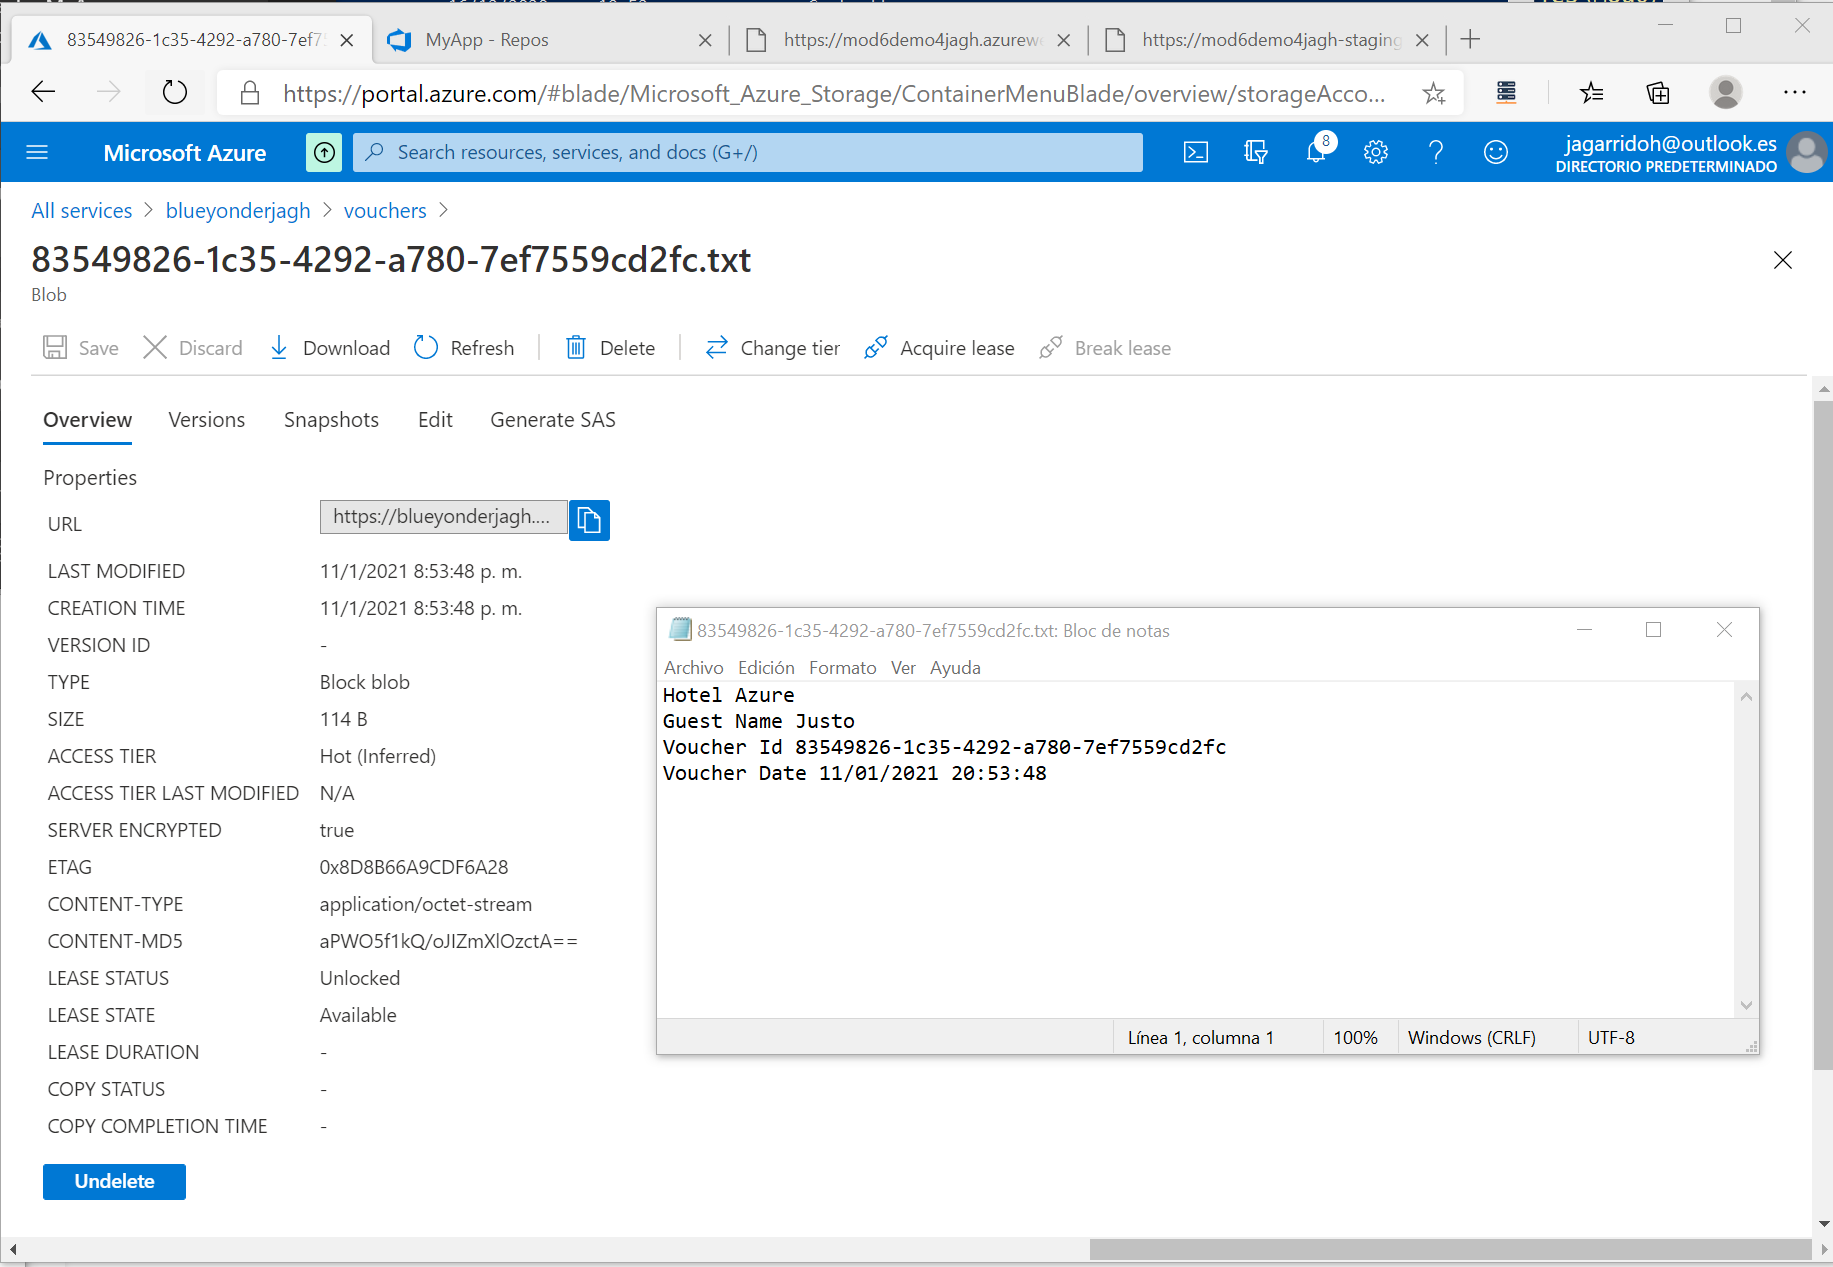 83549826-1c35-4292-a780-7ef75
MyApp - Repos
https://mod6demo4jagh.azurew
https://mod6demo4jagh-staging
https://portal.azure.com/#blade/Microsoft_Azure_Storage/ContainerMenuBlade/overview/storageAcco...
Microsoft Azure
Search resources, services, and docs (G+/)
8
jagarridoh@outlook.es
DIRECTORIO PREDETERMINADO
All services > blueyonderjagh > vouchers >
83549826-1c35-4292-a780-7ef7559cd2fc.txt
Blob
Save
Discard
Download
Refresh
Delete
Change tier
Acquire lease
Break lease
Overview
Versions
Snapshots
Edit
Generate SAS
Properties
URL https://blueyonderjagh....
LAST MODIFIED 11/1/2021 8:53:48 p. m.
CREATION TIME 11/1/2021 8:53:48 p. m.
VERSION ID -
TYPE Block blob
SIZE 114 B
ACCESS TIER Hot (Inferred)
ACCESS TIER LAST MODIFIED N/A
SERVER ENCRYPTED true
ETAG 0x8D8B66A9CDF6A28
CONTENT-TYPE application/octet-stream
CONTENT-MD5 aPWO5f1kQ/oJIZmXlOzctA==
LEASE STATUS Unlocked
LEASE STATE Available
LEASE DURATION -
COPY STATUS -
COPY COMPLETION TIME -
Undelete
83549826-1c35-4292-a780-7ef7559cd2fc.txt: Bloc de notas
Archivo Edición Formato Ver Ayuda
Hotel Azure
Guest Name Justo
Voucher Id 83549826-1c35-4292-a780-7ef7559cd2fc
Voucher Date 11/01/2021 20:53:48
Línea 1, columna 1
100%
Windows (CRLF)
UTF-8